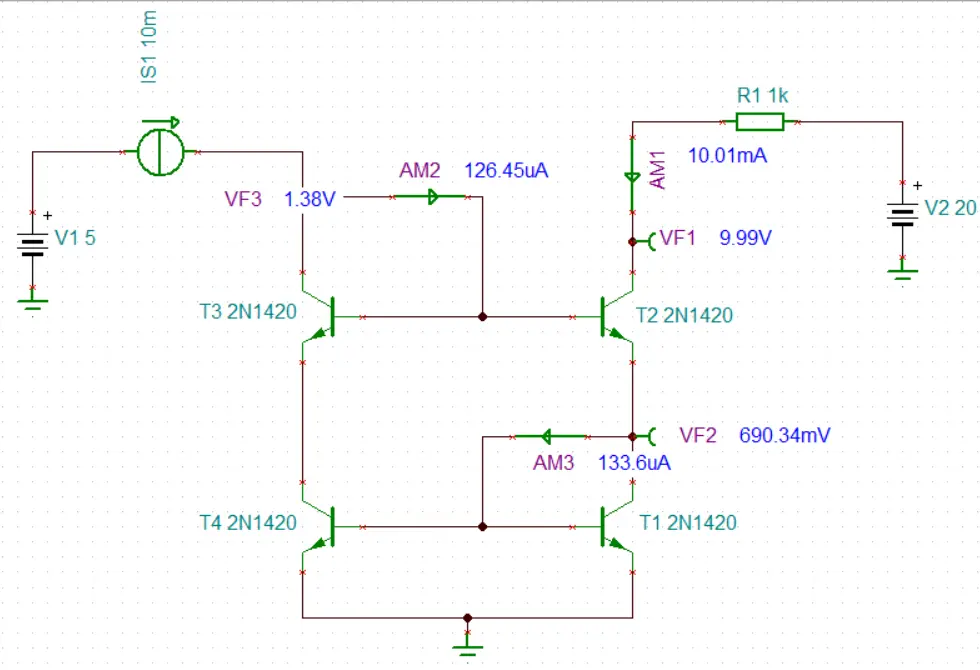 IS1 10m
R1 1k
AM2 126.45uA
AM1
10.01mA
VF3 1.38V
+
V2 20
+
V1 5
VF1 9.99V
T3 2N1420
T2 2N1420
VF2 690.34mV
AM3 133.6uA
T4 2N1420
T1 2N1420